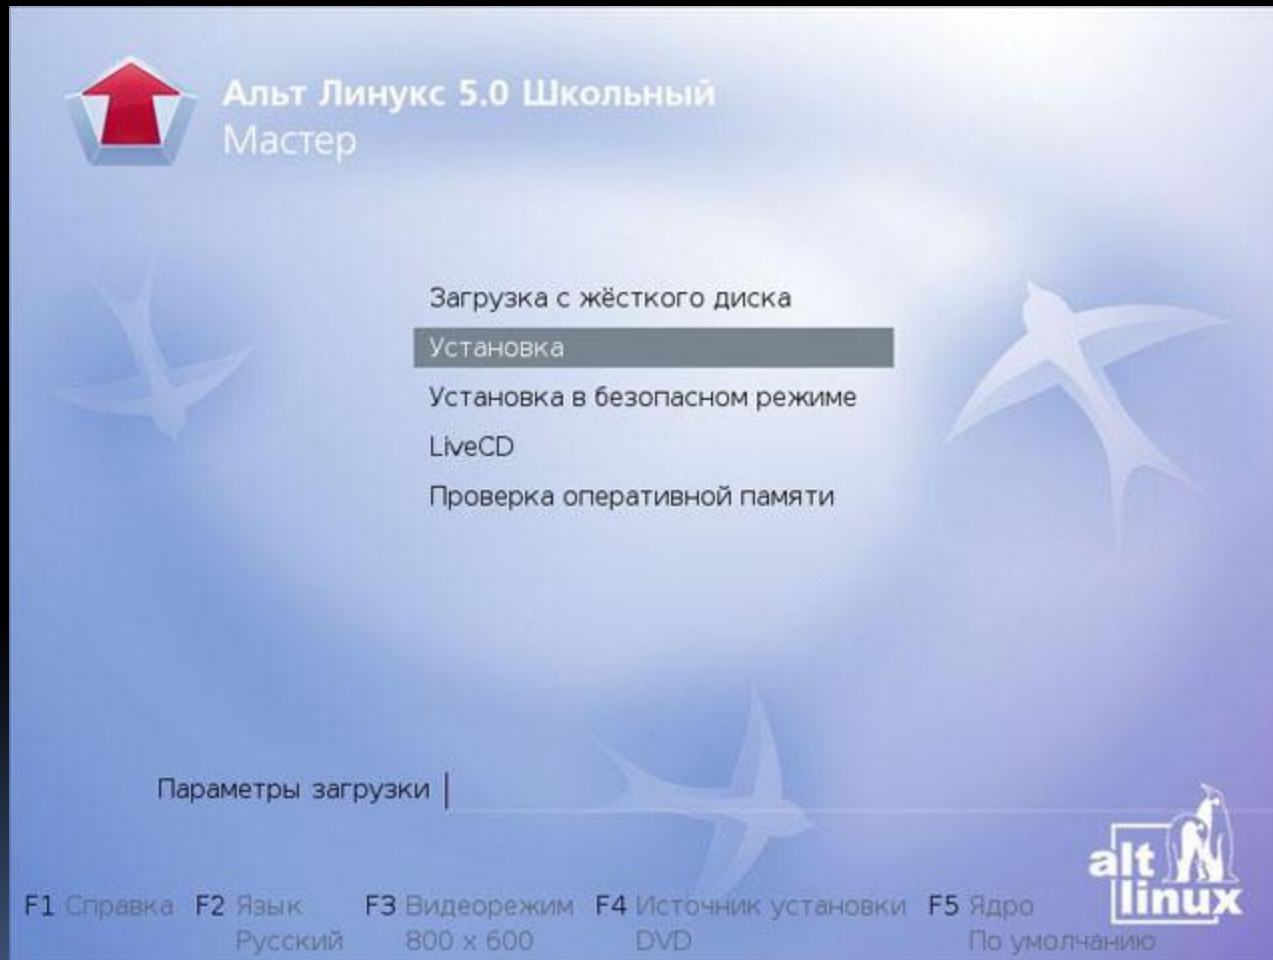 Альт Линукс 5.0 Школьный
Мастер
Загрузка с жёсткого диска
Установка
Установка в безопасном режиме
LiveCD
Проверка оперативной памяти
Параметры загрузки
alt
linux
F1 Справка F2 Язык F3 Видеорежим F4 Источник установки F5 Ядро
Русский 800 x 600 DVD По умолчанию